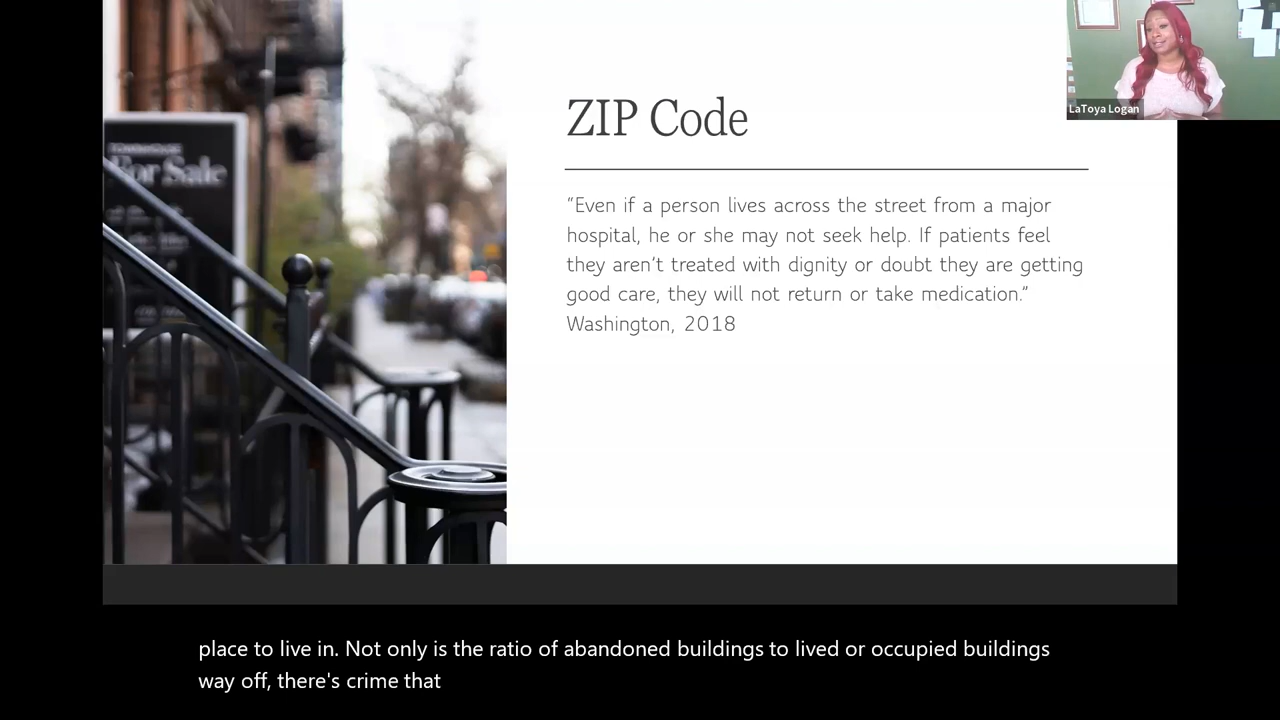 For Sale
ZIP Code
LaToya Logan
“Even if a person lives across the street from a major
hospital, he or she may not seek help. If patients feel
they aren’t treated with dignity or doubt they are getting
good care, they will not return or take medication.”
Washington, 2018
place to live in. Not only is the ratio of abandoned buildings to lived or occupied buildings
way off, there's crime that